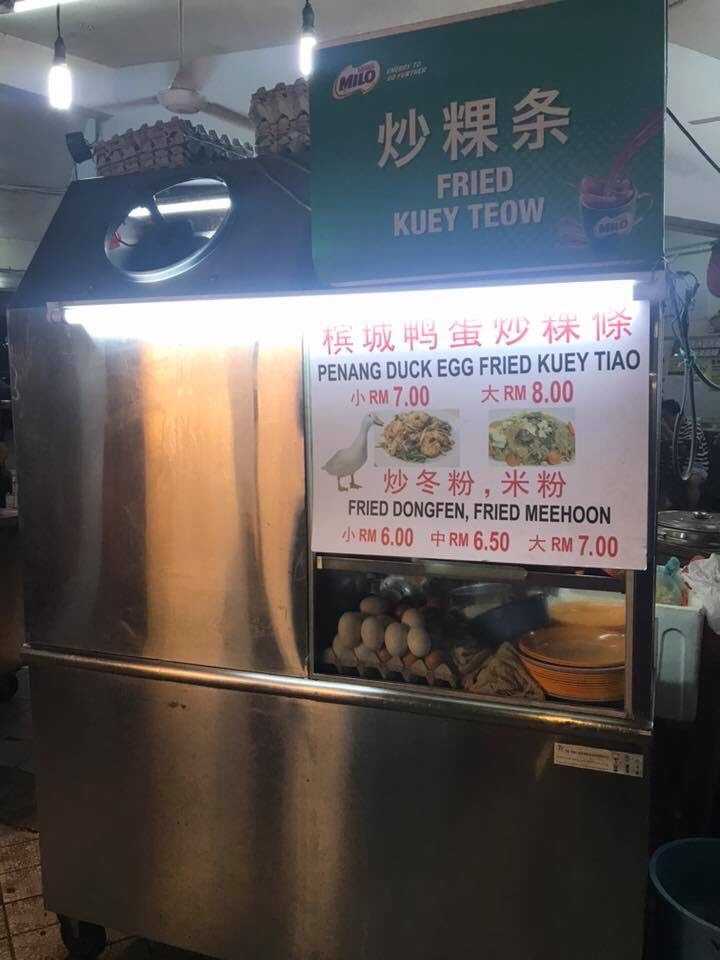 MILO
ENERGY TO
GO FURTHER
炒粿条
FRIED
KUEY TEOW
MILO
槟城鸭蛋炒粿條
PENANG DUCK EGG FRIED KUEY TIAO
小 RM 7.00 大 RM 8.00
炒冬粉,米粉
FRIED DONGFEN, FRIED MEEHOON
小 RM 6.00 中 RM 6.50 大 RM 7.00